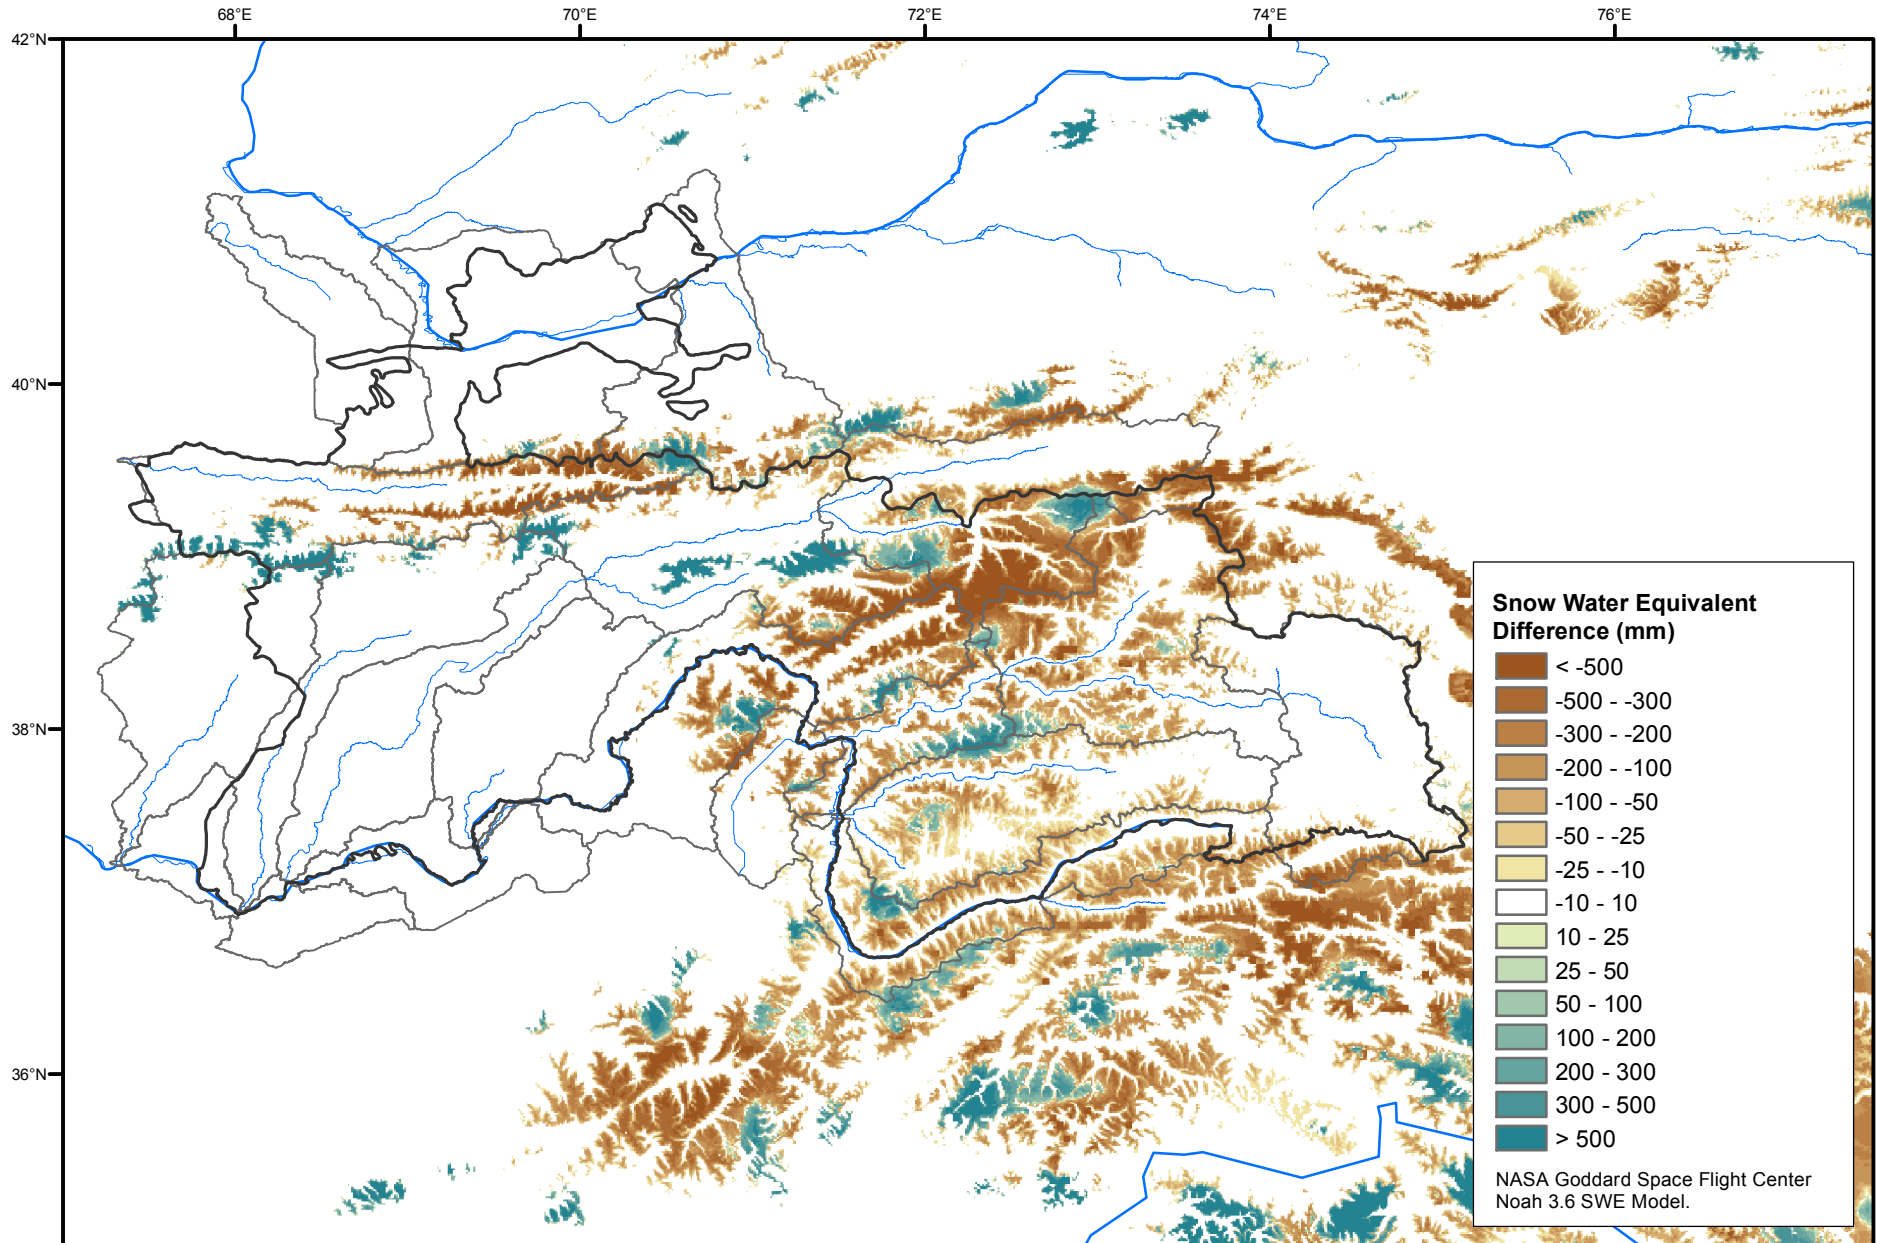 68°E
70°E
72°E
74°E
76°E
42°N
40°N
38°N
36°N
Snow Water Equivalent
Difference (mm)
< -500
-500 - -300
-300 - -200
-200 - -100
-100 - -50
-50 - -25
-25 - -10
-10 - 10
10 - 25
25 - 50
50 - 100
100 - 200
200 - 300
300 - 500
> 500
NASA Goddard Space Flight Center
Noah 3.6 SWE Model.